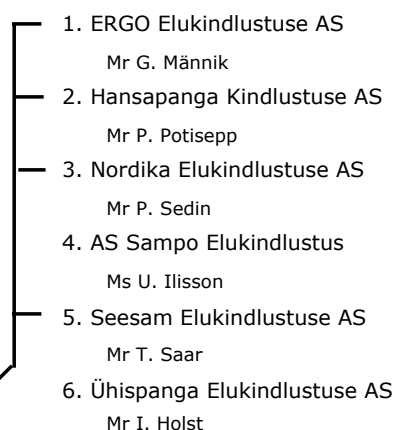 1. ERGO Elukindlustuse AS
Mr G. Männik
2. Hansapanga Kindlustuse AS
Mr P. Potisepp
3. Nordika Elukindlustuse AS
Mr P. Sedin
4. AS Sampo Elukindlustus
Ms U. Ilisson
5. Seesam Elukindlustuse AS
Mr T. Saar
6. Ühispanga Elukindlustuse AS
Mr I. Holst